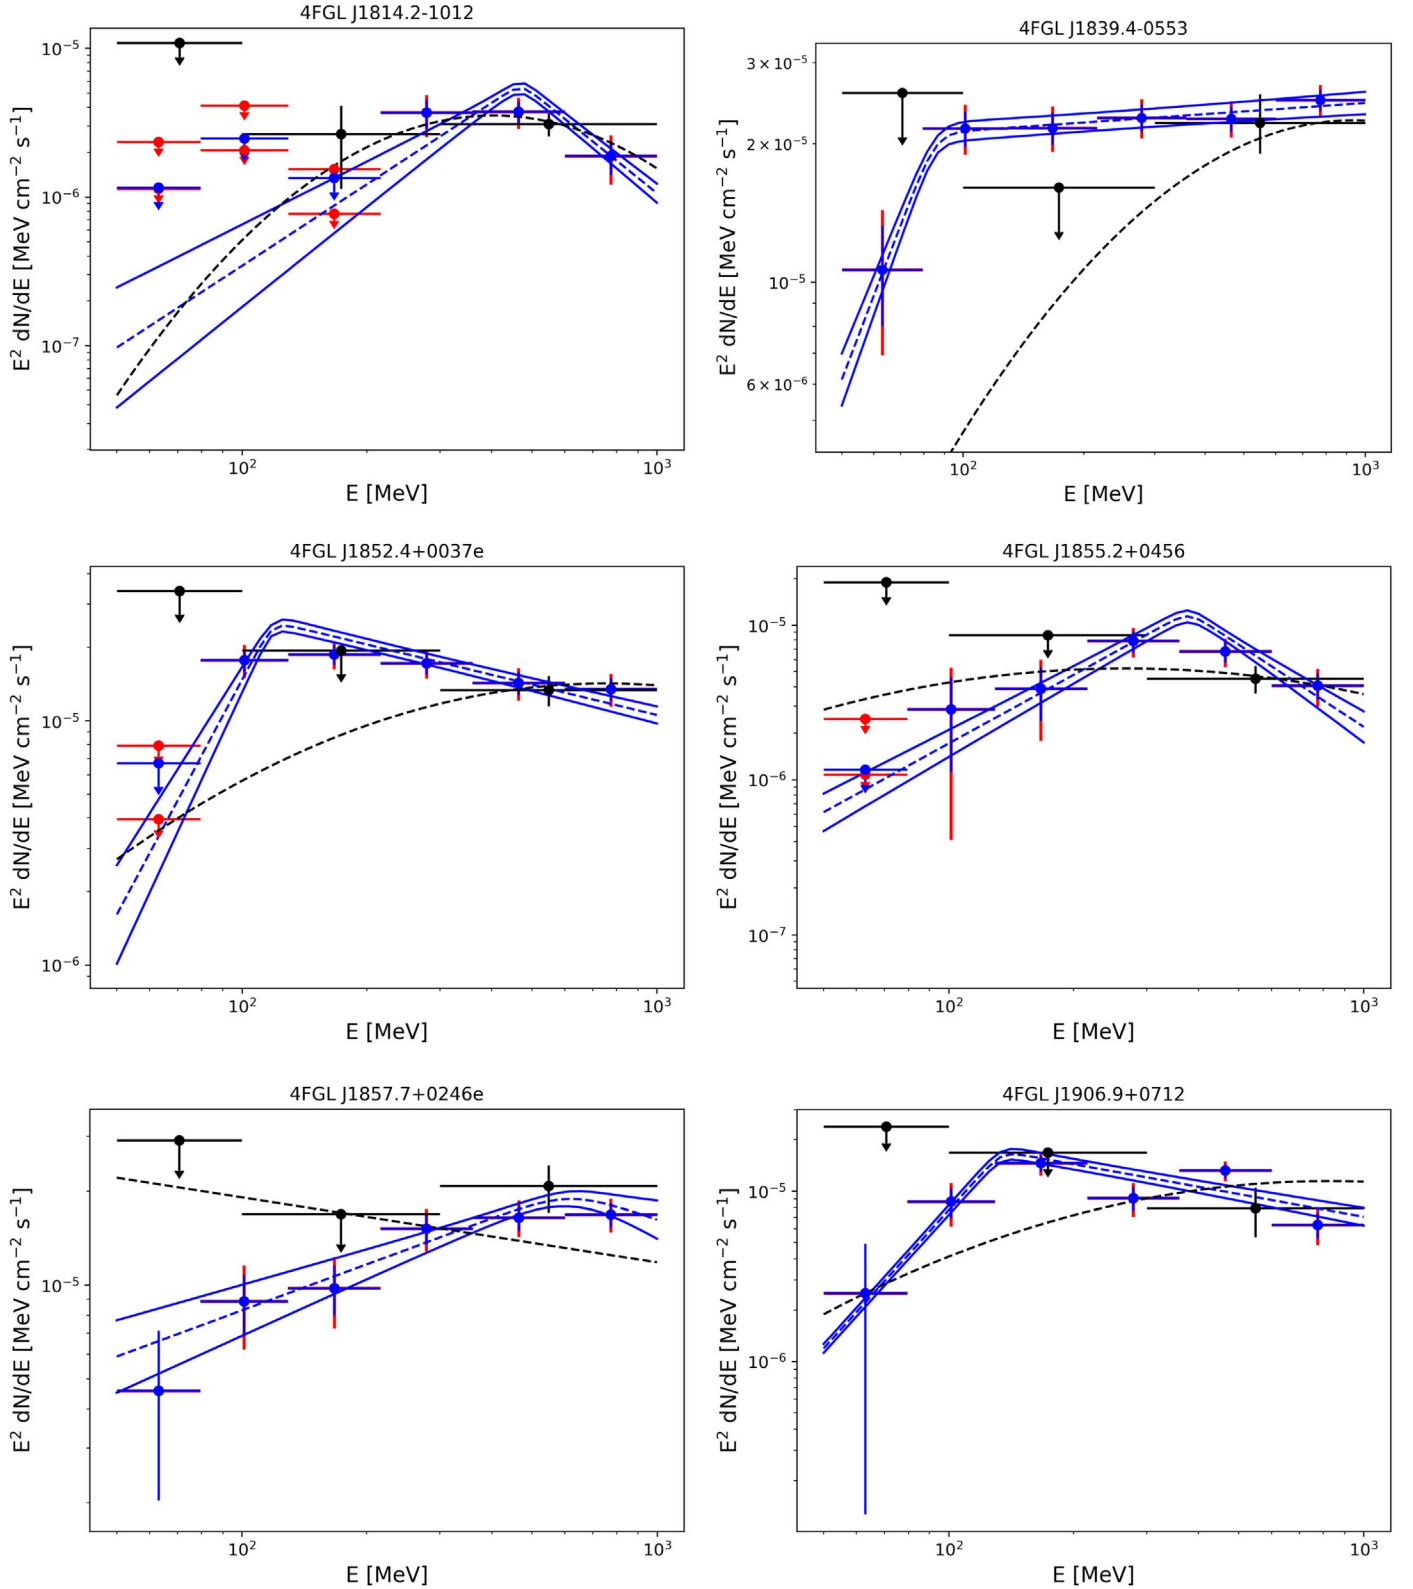 4FGL J1814.2-1012
10⁻⁵
10⁻⁶
10⁻⁷
E² dN/dE [MeV cm⁻² s⁻¹]
10²
10³
E [MeV]
4FGL J1839.4-0553
3 × 10⁻⁵
2 × 10⁻⁵
10⁻⁵
6 × 10⁻⁶
E² dN/dE [MeV cm⁻² s⁻¹]
10²
10³
E [MeV]
4FGL J1852.4+0037e
10⁻⁵
10⁻⁶
E² dN/dE [MeV cm⁻² s⁻¹]
10²
10³
E [MeV]
4FGL J1855.2+0456
10⁻⁵
10⁻⁶
10⁻⁷
E² dN/dE [MeV cm⁻² s⁻¹]
10²
10³
E [MeV]
4FGL J1857.7+0246e
10⁻⁵
E² dN/dE [MeV cm⁻² s⁻¹]
10²
10³
E [MeV]
4FGL J1906.9+0712
10⁻⁵
10⁻⁶
E² dN/dE [MeV cm⁻² s⁻¹]
10²
10³
E [MeV]